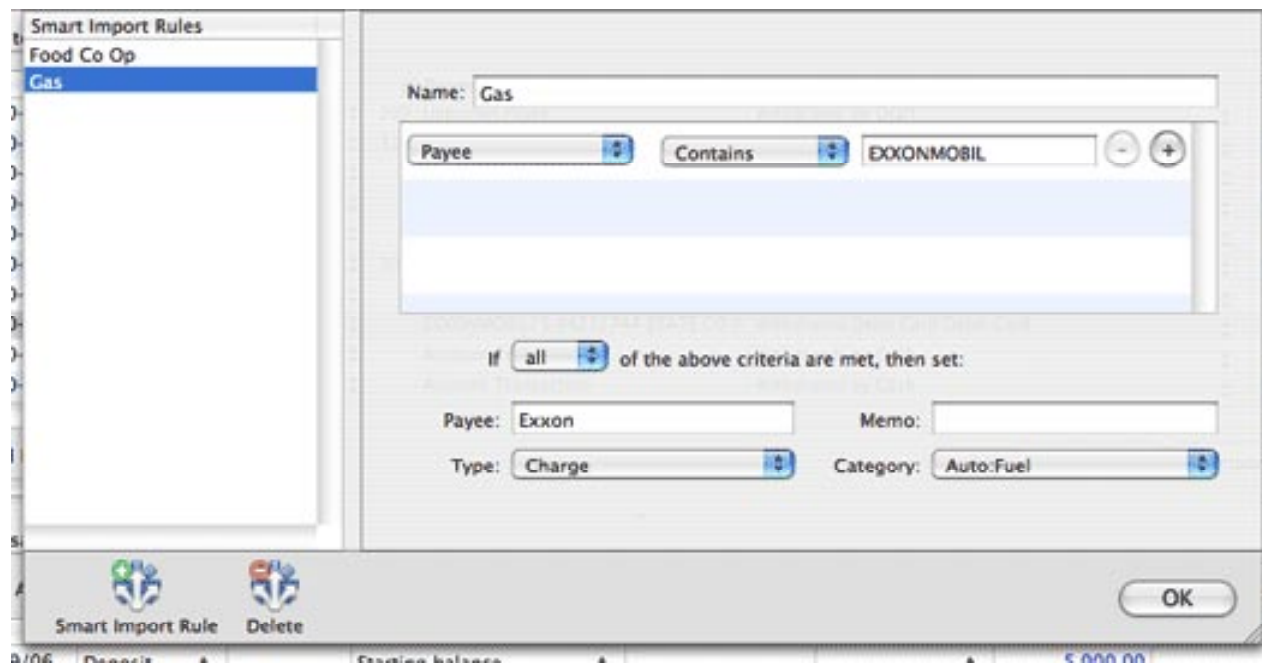 Smart Import Rules
Food Co Op
Gas
Name: Gas
Payee Contains EXXONMOBIL - +
If all of the above criteria are met, then set:
Payee: Exxon Memo:
Type: Charge Category: Auto:Fuel
Smart Import Rule Delete OK
9/06 Deposit Starting balance 5,000.00